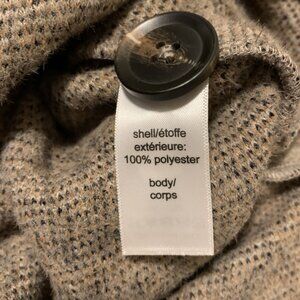 shell/étoffe
extérieure:
100% polyester
body/
corps